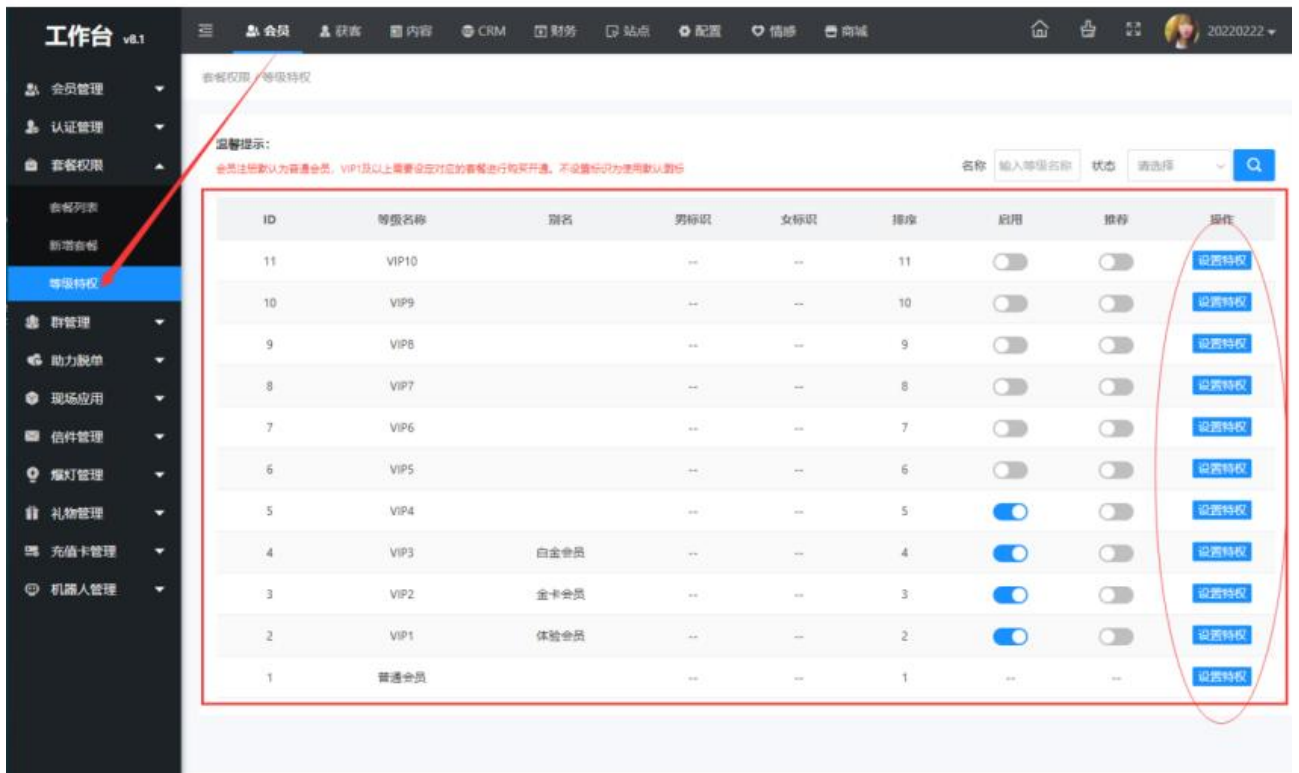 工作台 v8.1
会员 获客 内容 CRM 财务 站点 配置 情感 商城 20220222
套餐权限 / 等级特权
会员管理
认证管理
套餐权限
套餐列表
新增套餐
等级特权
群管理
助力脱单
现场应用
信件管理
爆灯管理
礼物管理
充值卡管理
机器人管理
温馨提示:
会员注册默认为普通会员,VIP1及以上需要设定对应的套餐进行购买开通。不设置标识为使用默认图标
名称 输入等级名称 状态 请选择
ID 等级名称 别名 男标识 女标识 排序 启用 推荐 操作
11 VIP10 -- -- 11 设置特权
10 VIP9 -- -- 10 设置特权
9 VIP8 -- -- 9 设置特权
8 VIP7 -- -- 8 设置特权
7 VIP6 -- -- 7 设置特权
6 VIP5 -- -- 6 设置特权
5 VIP4 -- -- 5 设置特权
4 VIP3 白金会员 -- -- 4 设置特权
3 VIP2 金卡会员 -- -- 3 设置特权
2 VIP1 体验会员 -- -- 2 设置特权
1 普通会员 -- -- 1 -- -- 设置特权